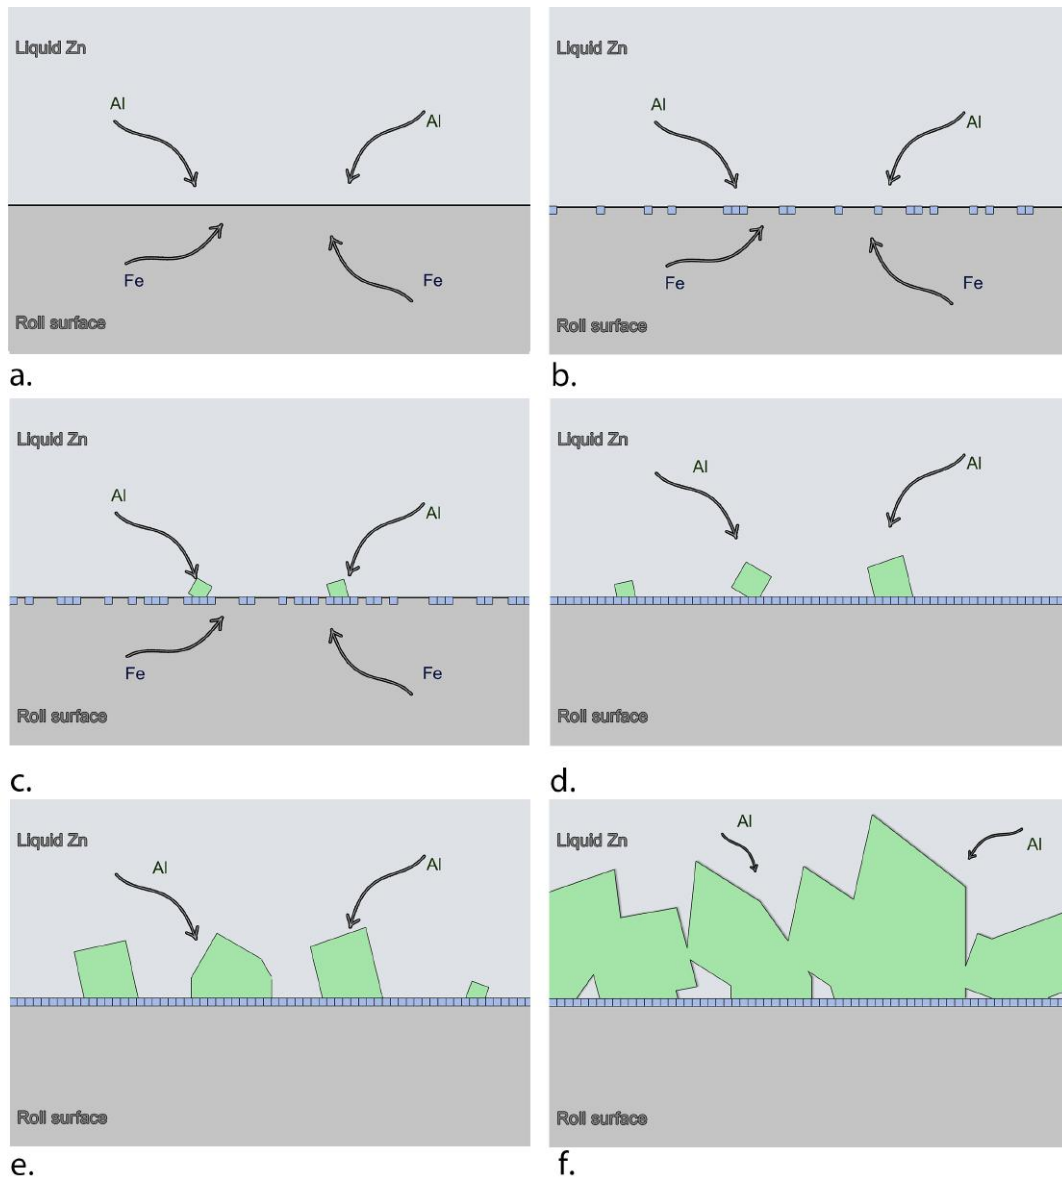 Liquid Zn
Al
Al
Fe
Fe
Roll surface
a.
Liquid Zn
Al
Al
Fe
Fe
Roll surface
b.
Liquid Zn
Al
Al
Fe
Fe
Roll surface
c.
Liquid Zn
Al
Al
Roll surface
d.
Liquid Zn
Al
Al
Roll surface
e.
Liquid Zn
Al
Al
Roll surface
f.